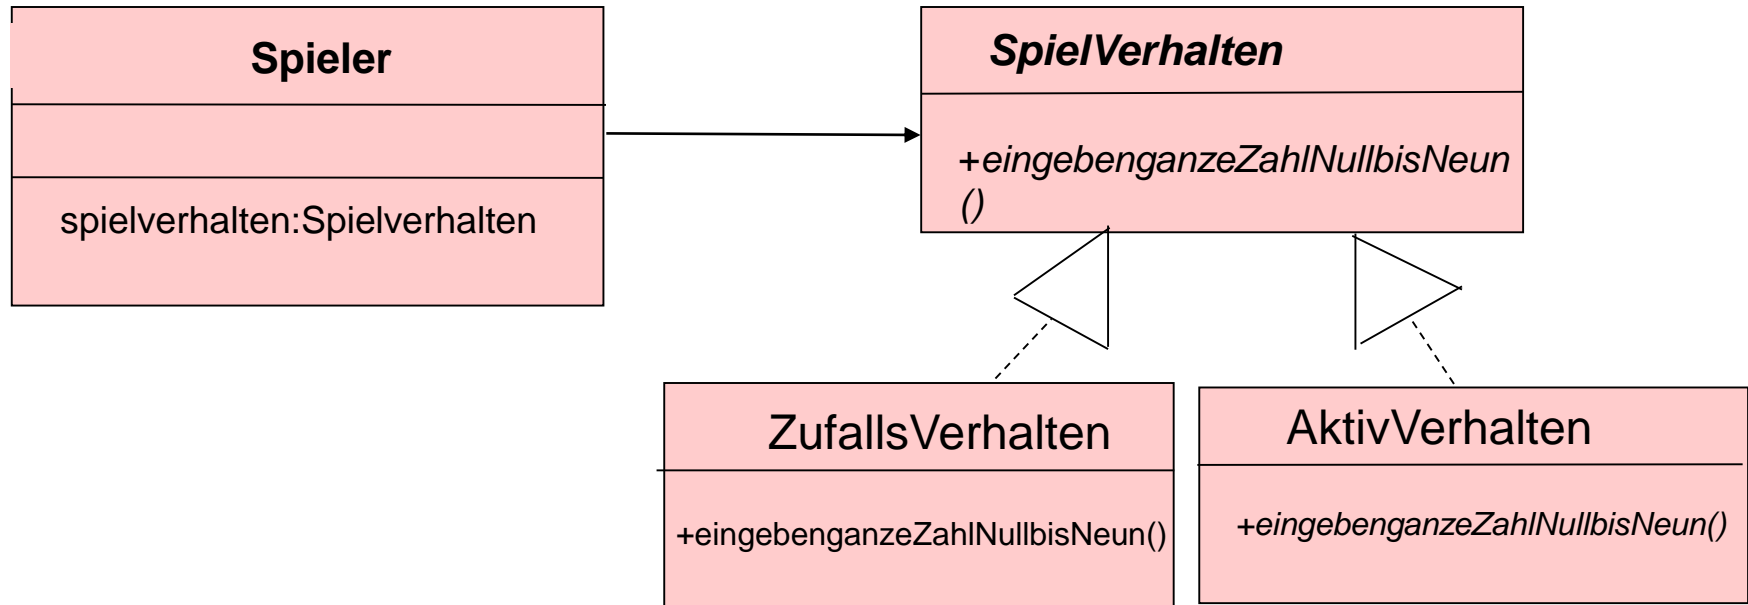 Spieler
spielverhalten:Spielverhalten
SpielVerhalten
+eingebenganzeZahlNullbisNeun
()
ZufallsVerhalten
+eingebenganzeZahlNullbisNeun()
AktivVerhalten
+eingebenganzeZahlNullbisNeun()